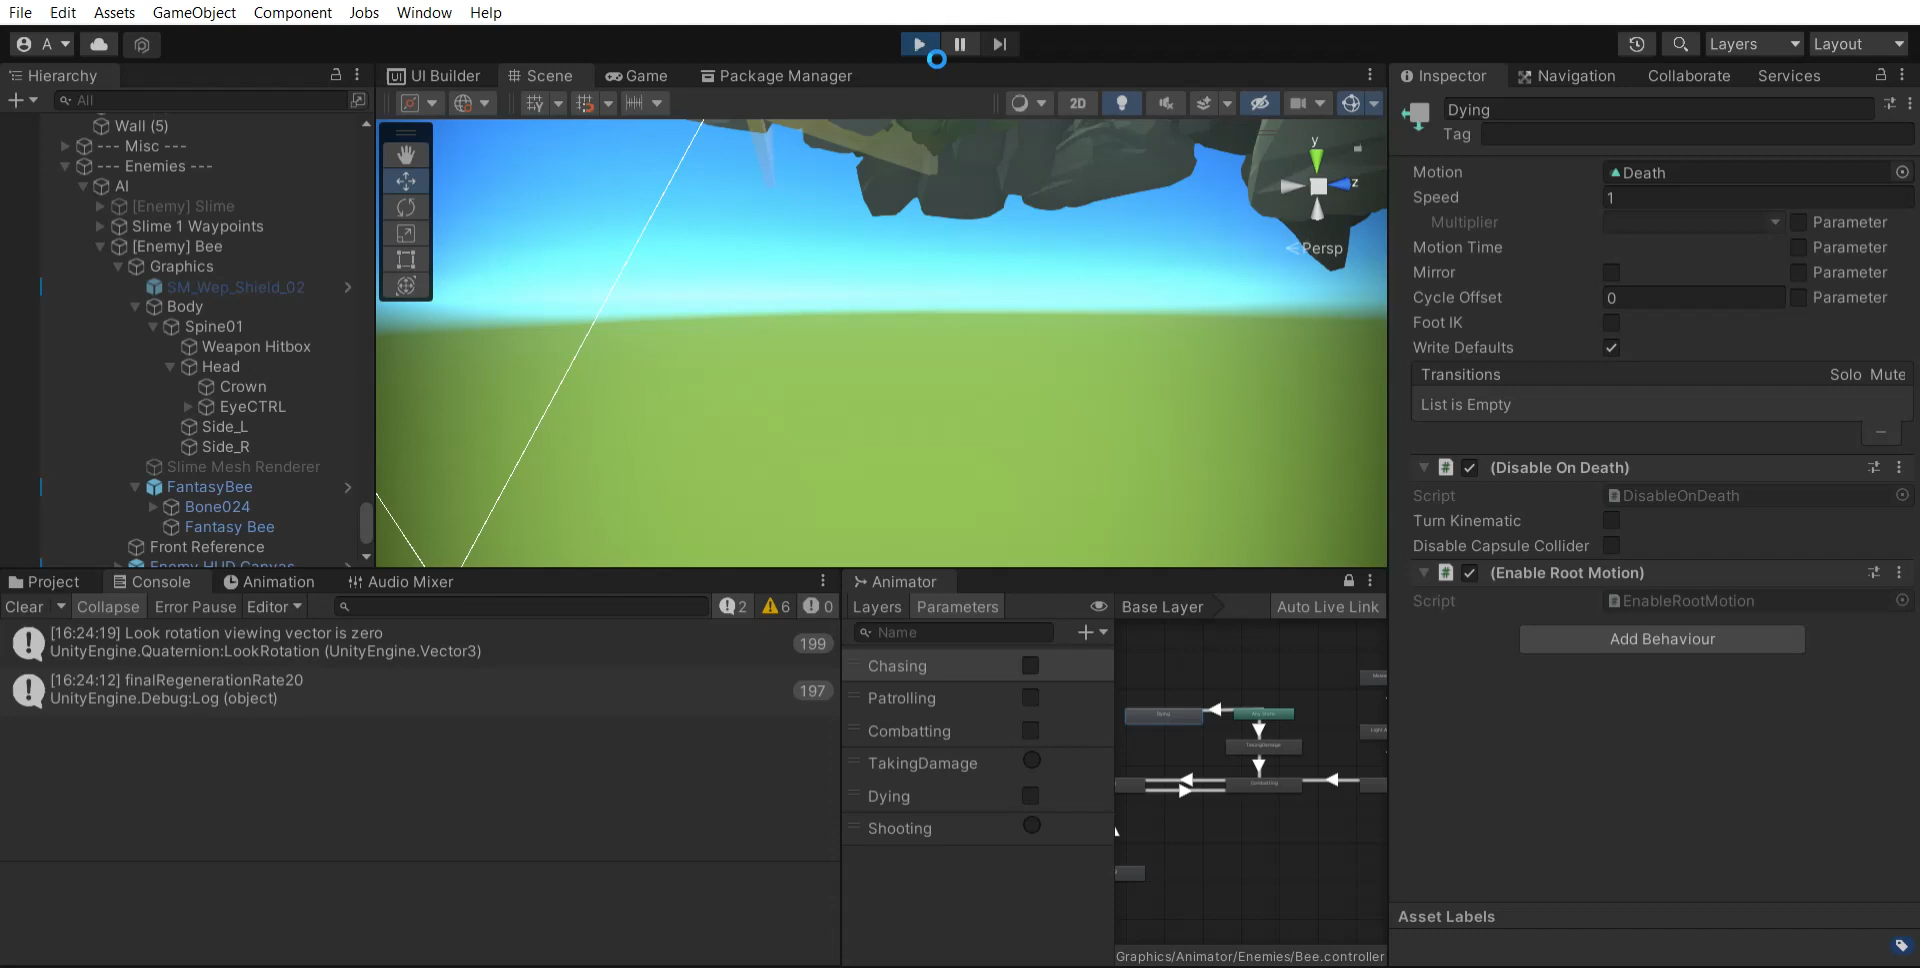 File Edit Assets GameObject Component Jobs Window Help
A
Layers
Layout
Hierarchy
All
Wall (5)
--- Misc ---
--- Enemies ---
AI
[Enemy] Slime
Slime 1 Waypoints
[Enemy] Bee
Graphics
SM_Wep_Shield_02
Body
Spine01
Weapon Hitbox
Head
Crown
EyeCTRL
Side_L
Side_R
Slime Mesh Renderer
FantasyBee
Bone024
Fantasy Bee
Front Reference
Enemy HUD Canvas
UI Builder
Scene
Game
Package Manager
2D
y
z
Persp
Inspector
Navigation
Collaborate
Services
Dying
Tag
Motion Death
Speed 1
Multiplier Parameter
Motion Time Parameter
Mirror Parameter
Cycle Offset 0 Parameter
Foot IK
Write Defaults
Transitions Solo Mute
List is Empty
(Disable On Death)
Script DisableOnDeath
Turn Kinematic
Disable Capsule Collider
(Enable Root Motion)
Script EnableRootMotion
Add Behaviour
Asset Labels
Project
Console
Animation
Audio Mixer
Clear Collapse Error Pause Editor
2 6 0
[16:24:19] Look rotation viewing vector is zero
UnityEngine.Quaternion:LookRotation (UnityEngine.Vector3)
199
[16:24:12] finalRegenerationRate20
UnityEngine.Debug:Log (object)
197
Animator
Layers Parameters
Base Layer
Auto Live Link
Name
Chasing
Patrolling
Combatting
TakingDamage
Dying
Shooting
Dying
Any State
TakingDamage
Combatting
Graphics/Animator/Enemies/Bee.controller